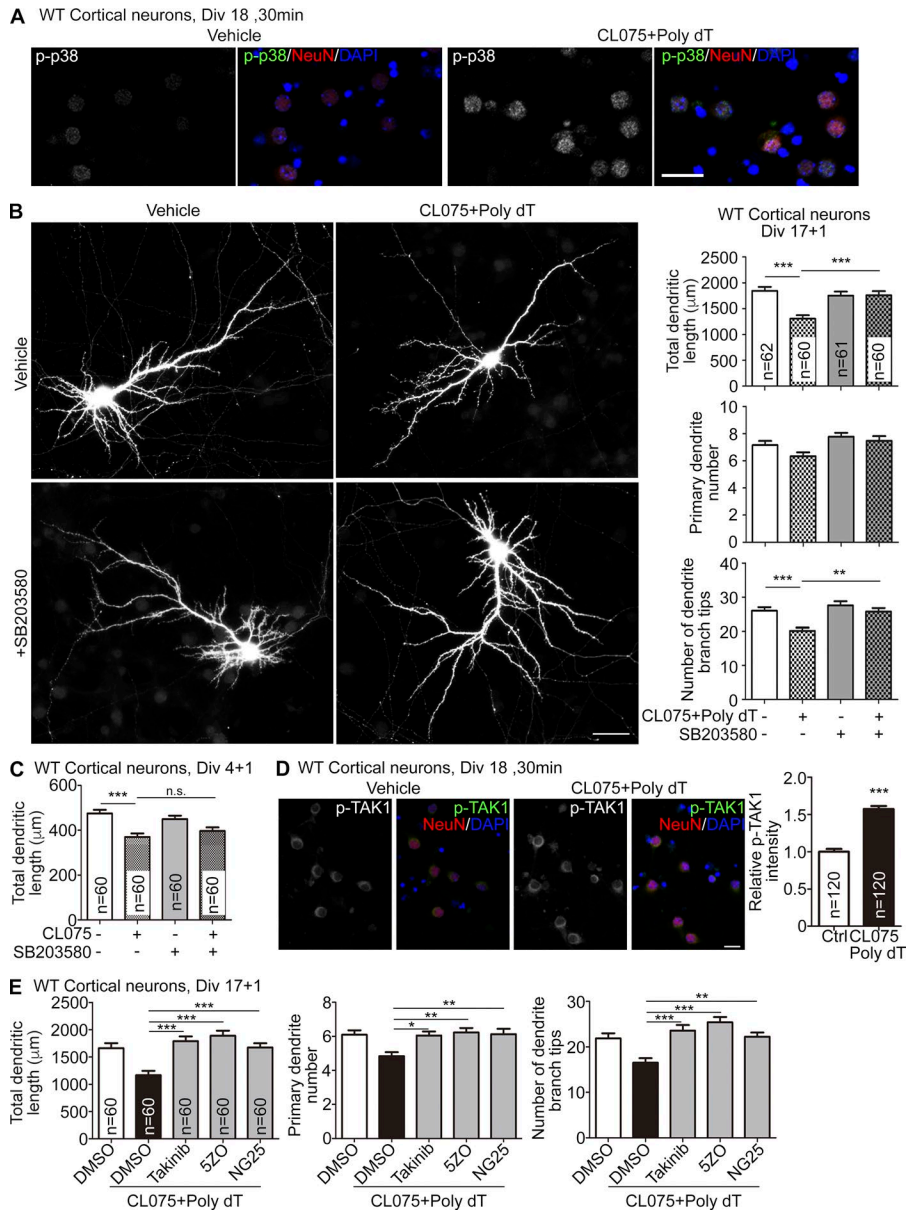 A WT Cortical neurons, Div 18 ,30min
Vehicle
CL075+Poly dT
p-p38
p-p38/NeuN/DAPI
p-p38
p-p38/NeuN/DAPI
B
Vehicle
CL075+Poly dT
Vehicle
+SB203580
WT Cortical neurons
Div 17+1
Total dendritic
length (μm)
2500
2000
1500
1000
500
0
***
***
n=62
n=60
n=61
n=60
Primary dendrite
number
10
8
6
4
2
0
Number of dendrite
branch tips
40
30
20
10
0
***
**
CL075+Poly dT - + - +
SB203580 - - + +
C WT Cortical neurons, Div 4+1
Total dendritic
length (μm)
600
400
200
0
***
n.s.
n=60
n=60
n=60
n=60
CL075 - + - +
SB203580 - - + +
D WT Cortical neurons, Div 18 ,30min
Vehicle
CL075+Poly dT
p-TAK1
p-TAK1
NeuN/DAPI
p-TAK1
p-TAK1
NeuN/DAPI
Relative p-TAK1
intensity
2.0
1.5
1.0
0.5
0.0
***
n=120
n=120
Ctrl
CL075
Poly dT
E WT Cortical neurons, Div 17+1
Total dendritic
length (μm)
2500
2000
1500
1000
500
0
***
***
***
n=60
n=60
n=60
n=60
n=60
DMSO
DMSO
Takinib
5ZO
NG25
CL075+Poly dT
Primary dendrite
number
10
8
6
4
2
0
**
**
*
DMSO
DMSO
Takinib
5ZO
NG25
CL075+Poly dT
Number of dendrite
branch tips
30
20
10
0
**
***
***
DMSO
DMSO
Takinib
5ZO
NG25
CL075+Poly dT